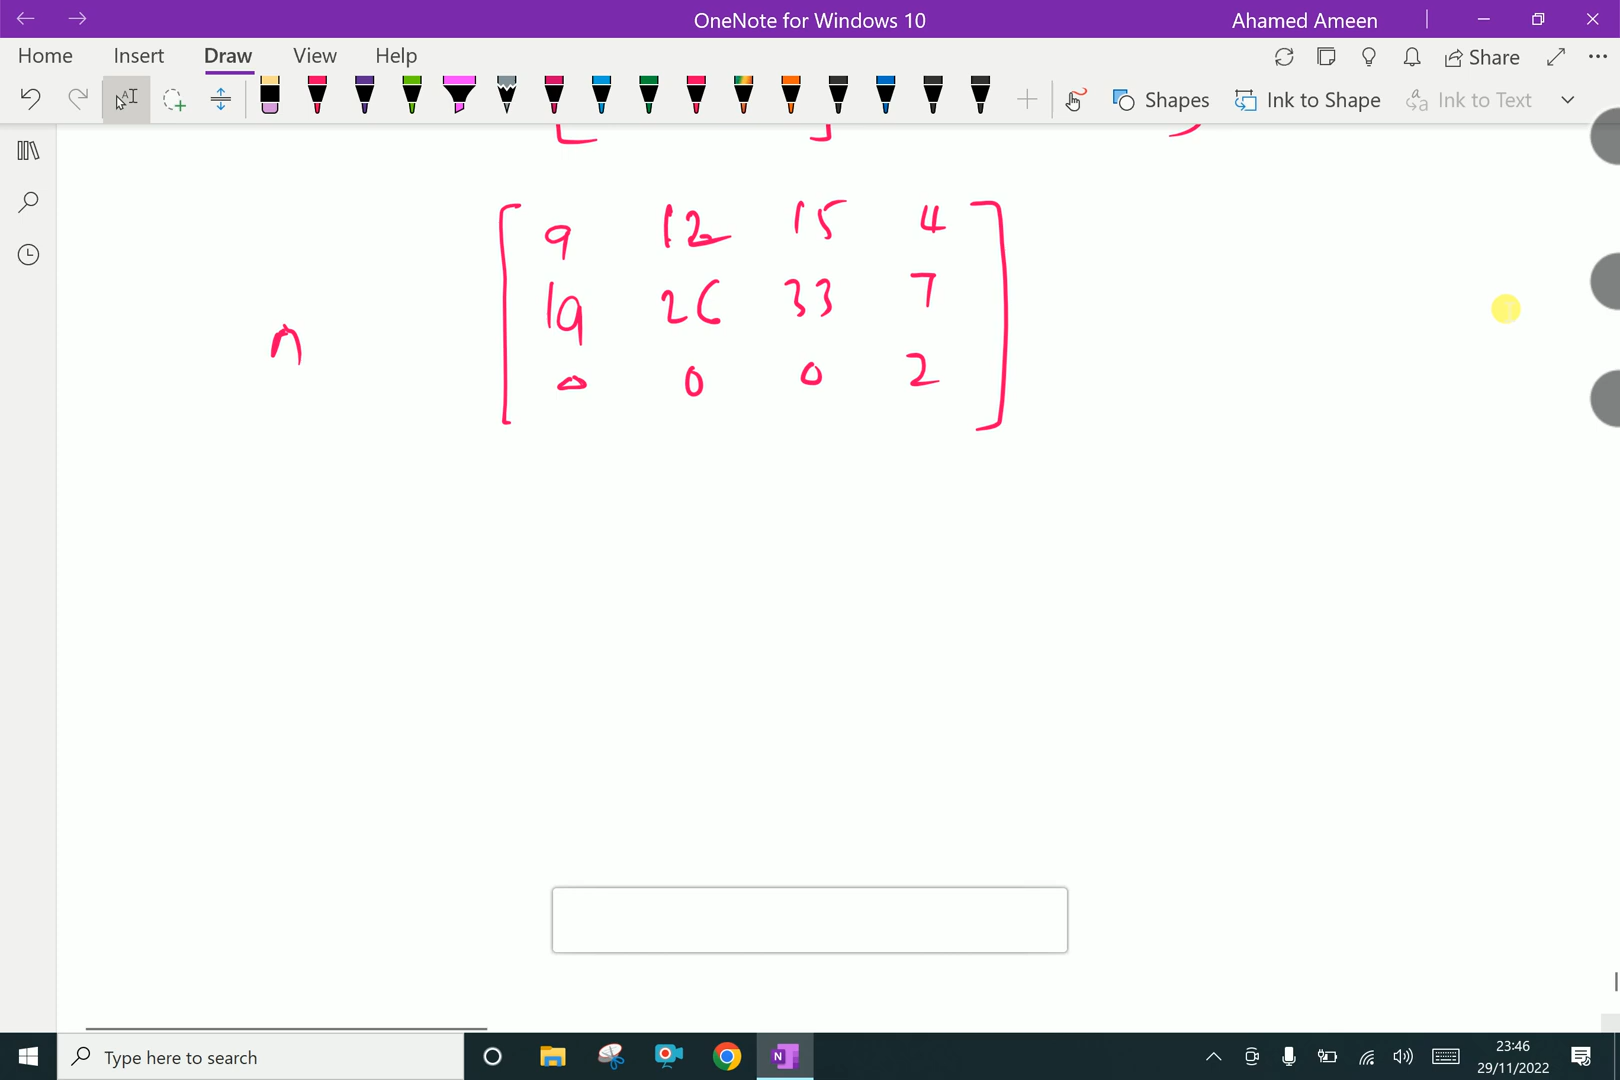 OneNote for Windows 10
Ahamed Ameen
Home Insert Draw View Help
Share
Shapes Ink to Shape Ink to Text
9 12 15 4
19 26 33 7
0 0 0 2
Type here to search
N
23:46
29/11/2022